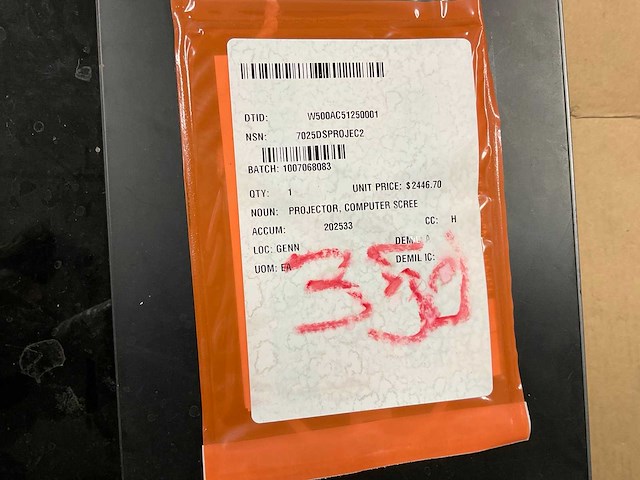 DTID: W500AC51250001
NSN: 7025DSPROJEC2
BATCH: 1007068083
QTY: 1 UNIT PRICE: $2446.70
NOUN: PROJECTOR, COMPUTER SCREE
ACCUM: 202533 CC: H
LOC: GENN DEMIL A
UOM: EA DEMIL IC:
350